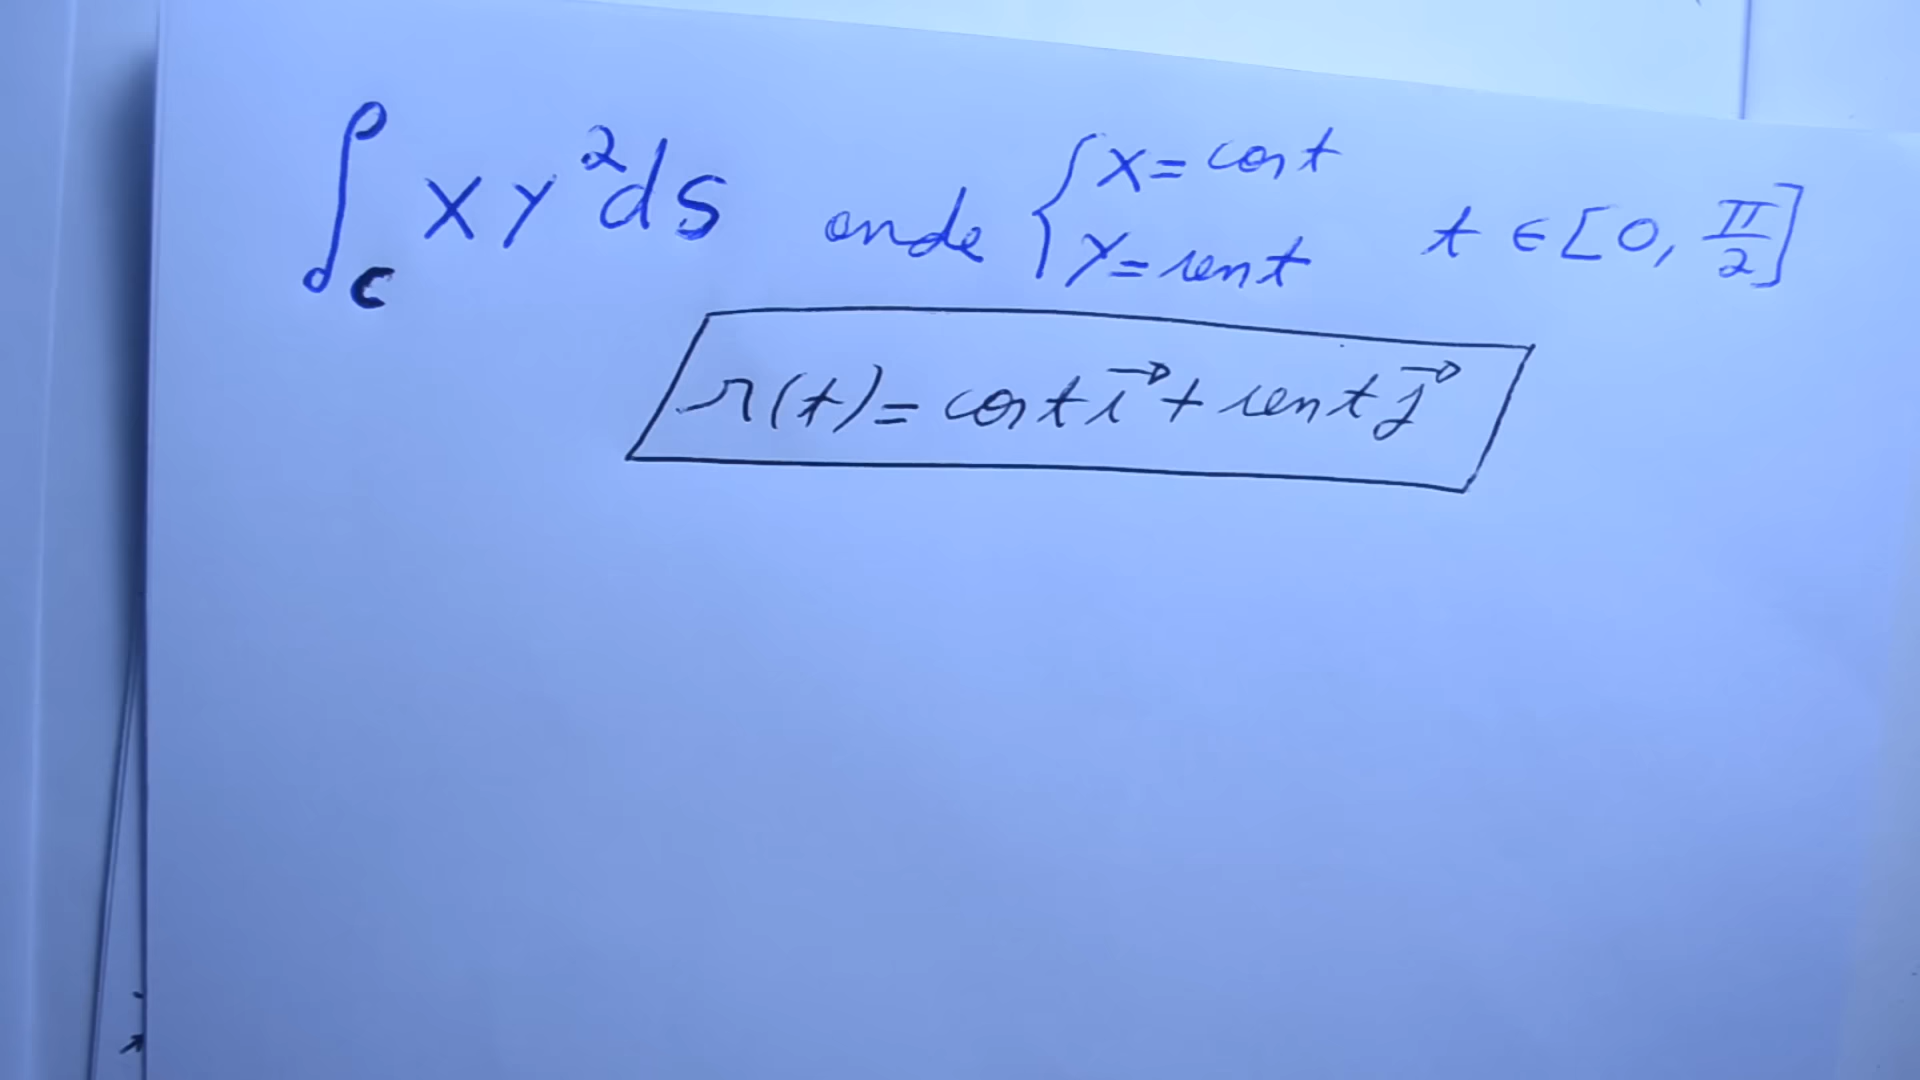 ∫_C x y² ds onde { x = cos t y = sen t t ∈ [0, π/2]
r(t) = cos t i⃗ + sen t j⃗